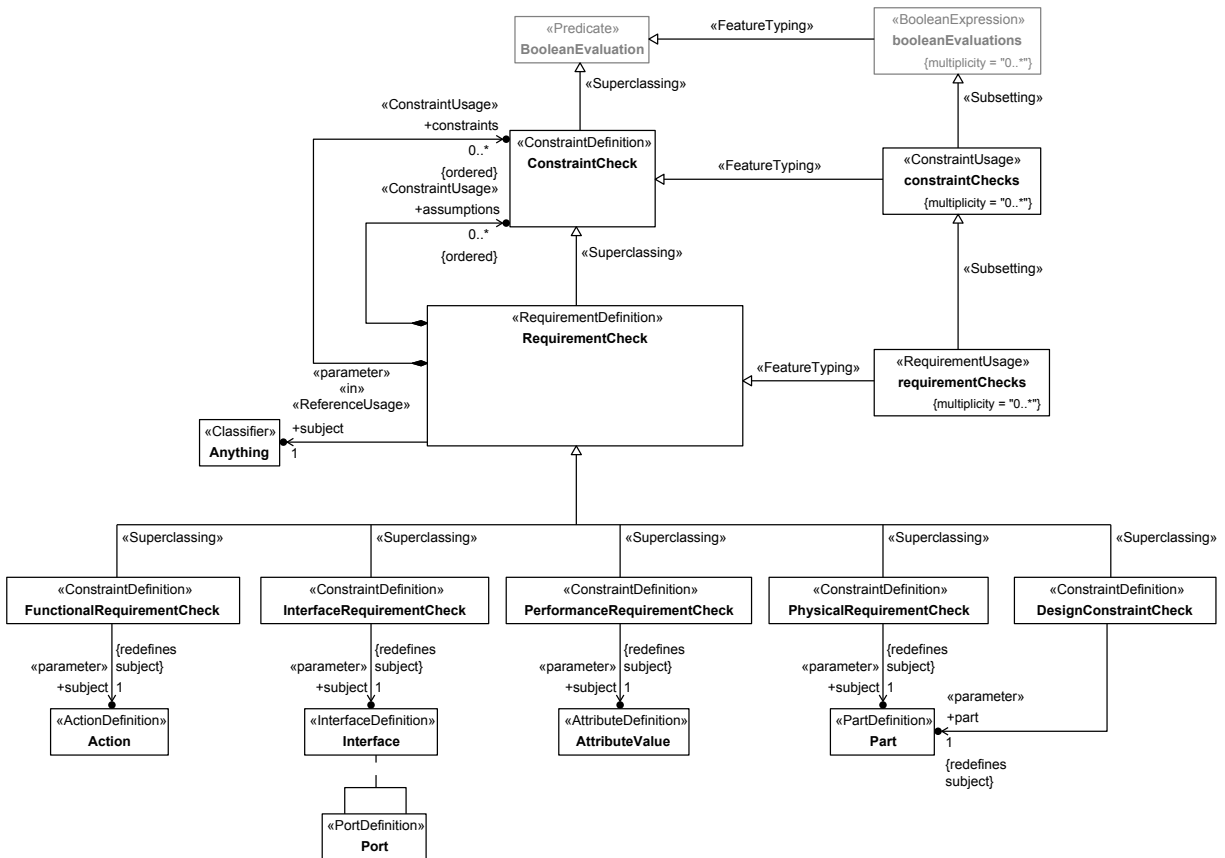 «Predicate»
BooleanEvaluation
«FeatureTyping»
«BooleanExpression»
booleanEvaluations
{multiplicity = "0..*"}
«Superclassing»
«Subsetting»
«ConstraintUsage»
+constraints
0..*
{ordered}
«ConstraintUsage»
+assumptions
0..*
{ordered}
«ConstraintDefinition»
ConstraintCheck
«FeatureTyping»
«ConstraintUsage»
constraintChecks
{multiplicity = "0..*"}
«Superclassing»
«Subsetting»
«RequirementDefinition»
RequirementCheck
«FeatureTyping»
«RequirementUsage»
requirementChecks
{multiplicity = "0..*"}
«parameter»
«in»
«ReferenceUsage»
+subject
1
«Classifier»
Anything
«Superclassing»
«Superclassing»
«Superclassing»
«Superclassing»
«Superclassing»
«ConstraintDefinition»
FunctionalRequirementCheck
«ConstraintDefinition»
InterfaceRequirementCheck
«ConstraintDefinition»
PerformanceRequirementCheck
«ConstraintDefinition»
PhysicalRequirementCheck
«ConstraintDefinition»
DesignConstraintCheck
{redefines
«parameter» subject}
+subject 1
{redefines
«parameter» subject}
+subject 1
{redefines
«parameter» subject}
+subject 1
{redefines
«parameter» subject}
+subject 1
«parameter»
+part
1
{redefines
subject}
«ActionDefinition»
Action
«InterfaceDefinition»
Interface
«AttributeDefinition»
AttributeValue
«PartDefinition»
Part
«PortDefinition»
Port